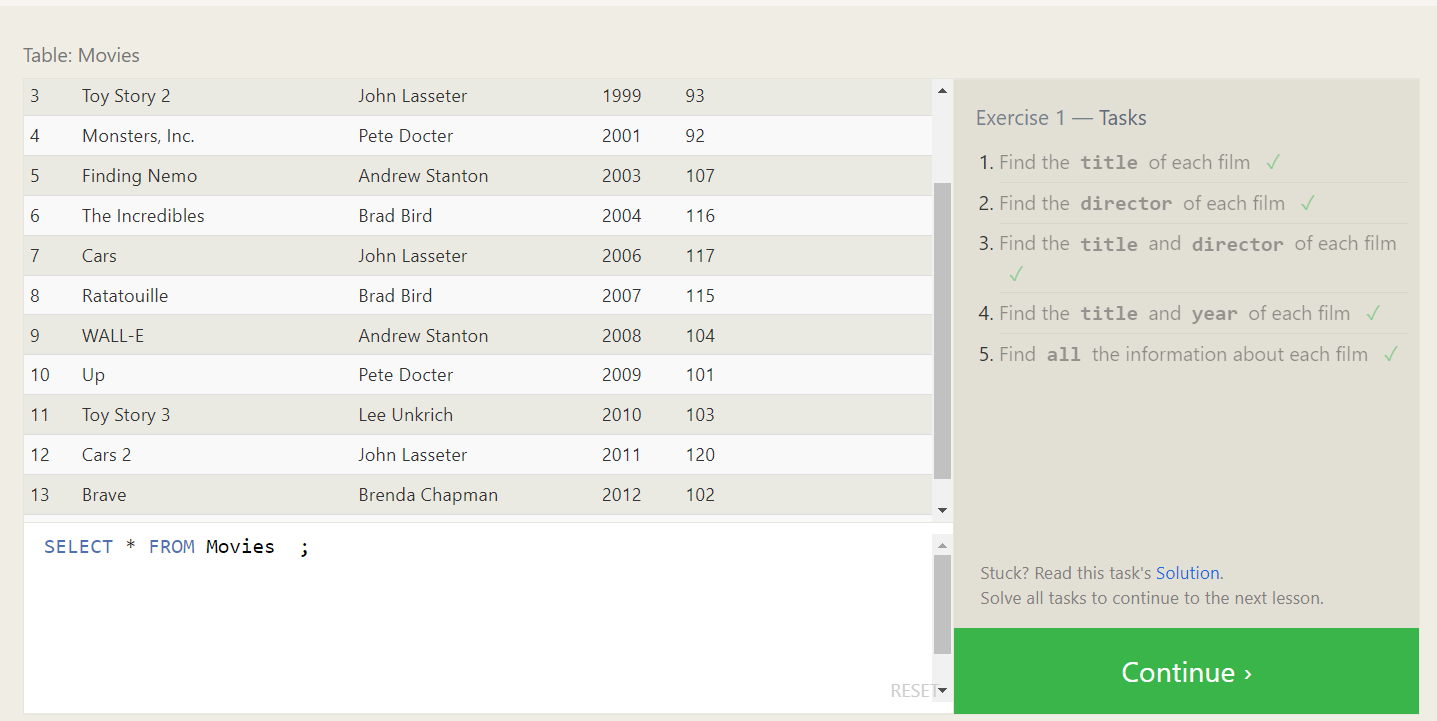 Table: Movies
3 Toy Story 2 John Lasseter 1999 93
4 Monsters, Inc. Pete Docter 2001 92
5 Finding Nemo Andrew Stanton 2003 107
6 The Incredibles Brad Bird 2004 116
7 Cars John Lasseter 2006 117
8 Ratatouille Brad Bird 2007 115
9 WALL-E Andrew Stanton 2008 104
10 Up Pete Docter 2009 101
11 Toy Story 3 Lee Unkrich 2010 103
12 Cars 2 John Lasseter 2011 120
13 Brave Brenda Chapman 2012 102
SELECT * FROM Movies  ;
RESET
Exercise 1 — Tasks
1. Find the title of each film ✓
2. Find the director of each film ✓
3. Find the title and director of each film
✓
4. Find the title and year of each film ✓
5. Find all the information about each film ✓
Stuck? Read this task's Solution.
Solve all tasks to continue to the next lesson.
Continue ›